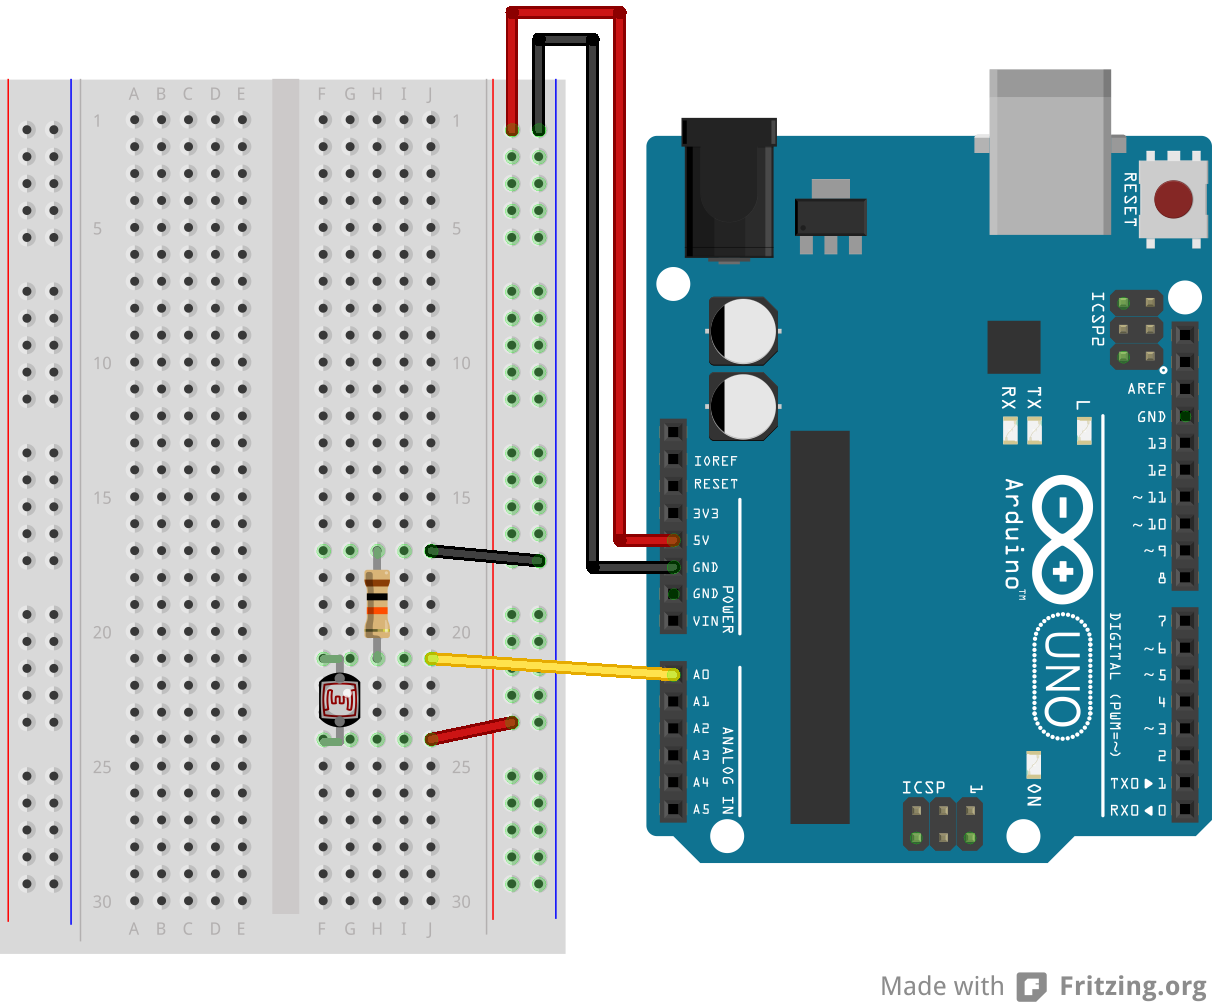 A B C D E F G H I J
1 1
5 5
10 10
15 15
20 20
25 25
30 30
A B C D E F G H I J
RESET
ICSP2
AREF
GND
13
12
~11
~10
~9
8
7
~6
~5
4
~3
2
TX0▶1
RX0◀0
DIGITAL (PWM=~)
RX
TX
L
IOREF
RESET
3V3
5V
GND
GND
VIN
POWER
A0
A1
A2
A3
A4
A5
ANALOG IN
Arduino™
UNO
ICSP
1
ON
Made with Fritzing.org